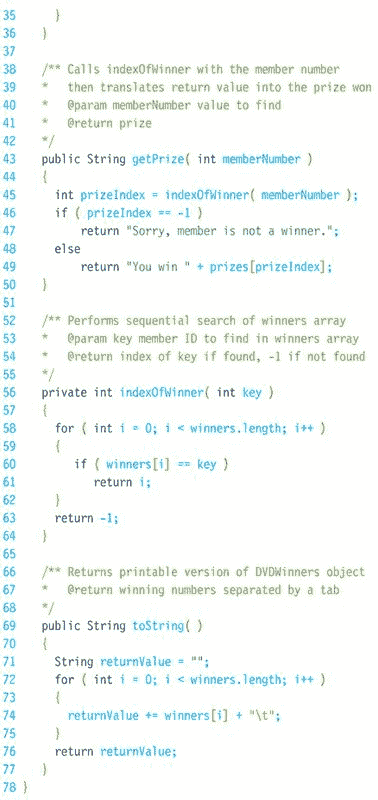 35 }
36 }
37
38 /** Calls indexOfWinner with the member number
39 * then translates return value into the prize won
40 * @param memberNumber value to find
41 * @return prize
42 */
43 public String getPrize( int memberNumber )
44 {
45 int prizeIndex = indexOfWinner( memberNumber );
46 if ( prizeIndex == -1 )
47 return "Sorry, member is not a winner.";
48 else
49 return "You win " + prizes[prizeIndex];
50 }
51
52 /** Performs sequential search of winners array
53 * @param key member ID to find in winners array
54 * @return index of key if found, -1 if not found
55 */
56 private int indexOfWinner( int key )
57 {
58 for ( int i = 0; i < winners.length; i++ )
59 {
60 if ( winners[i] == key )
61 return i;
62 }
63 return -1;
64 }
65
66 /** Returns printable version of DVDWinners object
67 * @return winning numbers separated by a tab
68 */
69 public String toString( )
70 {
71 String returnValue = "";
72 for ( int i = 0; i < winners.length; i++ )
73 {
74 returnValue += winners[i] + "\t";
75 }
76 return returnValue;
77 }
78 }